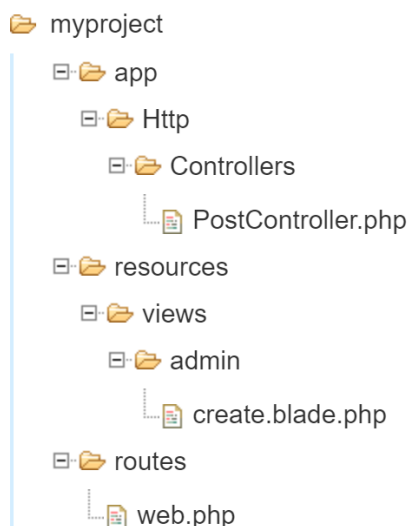 myproject
app
Http
Controllers
PostController.php
resources
views
admin
create.blade.php
routes
web.php